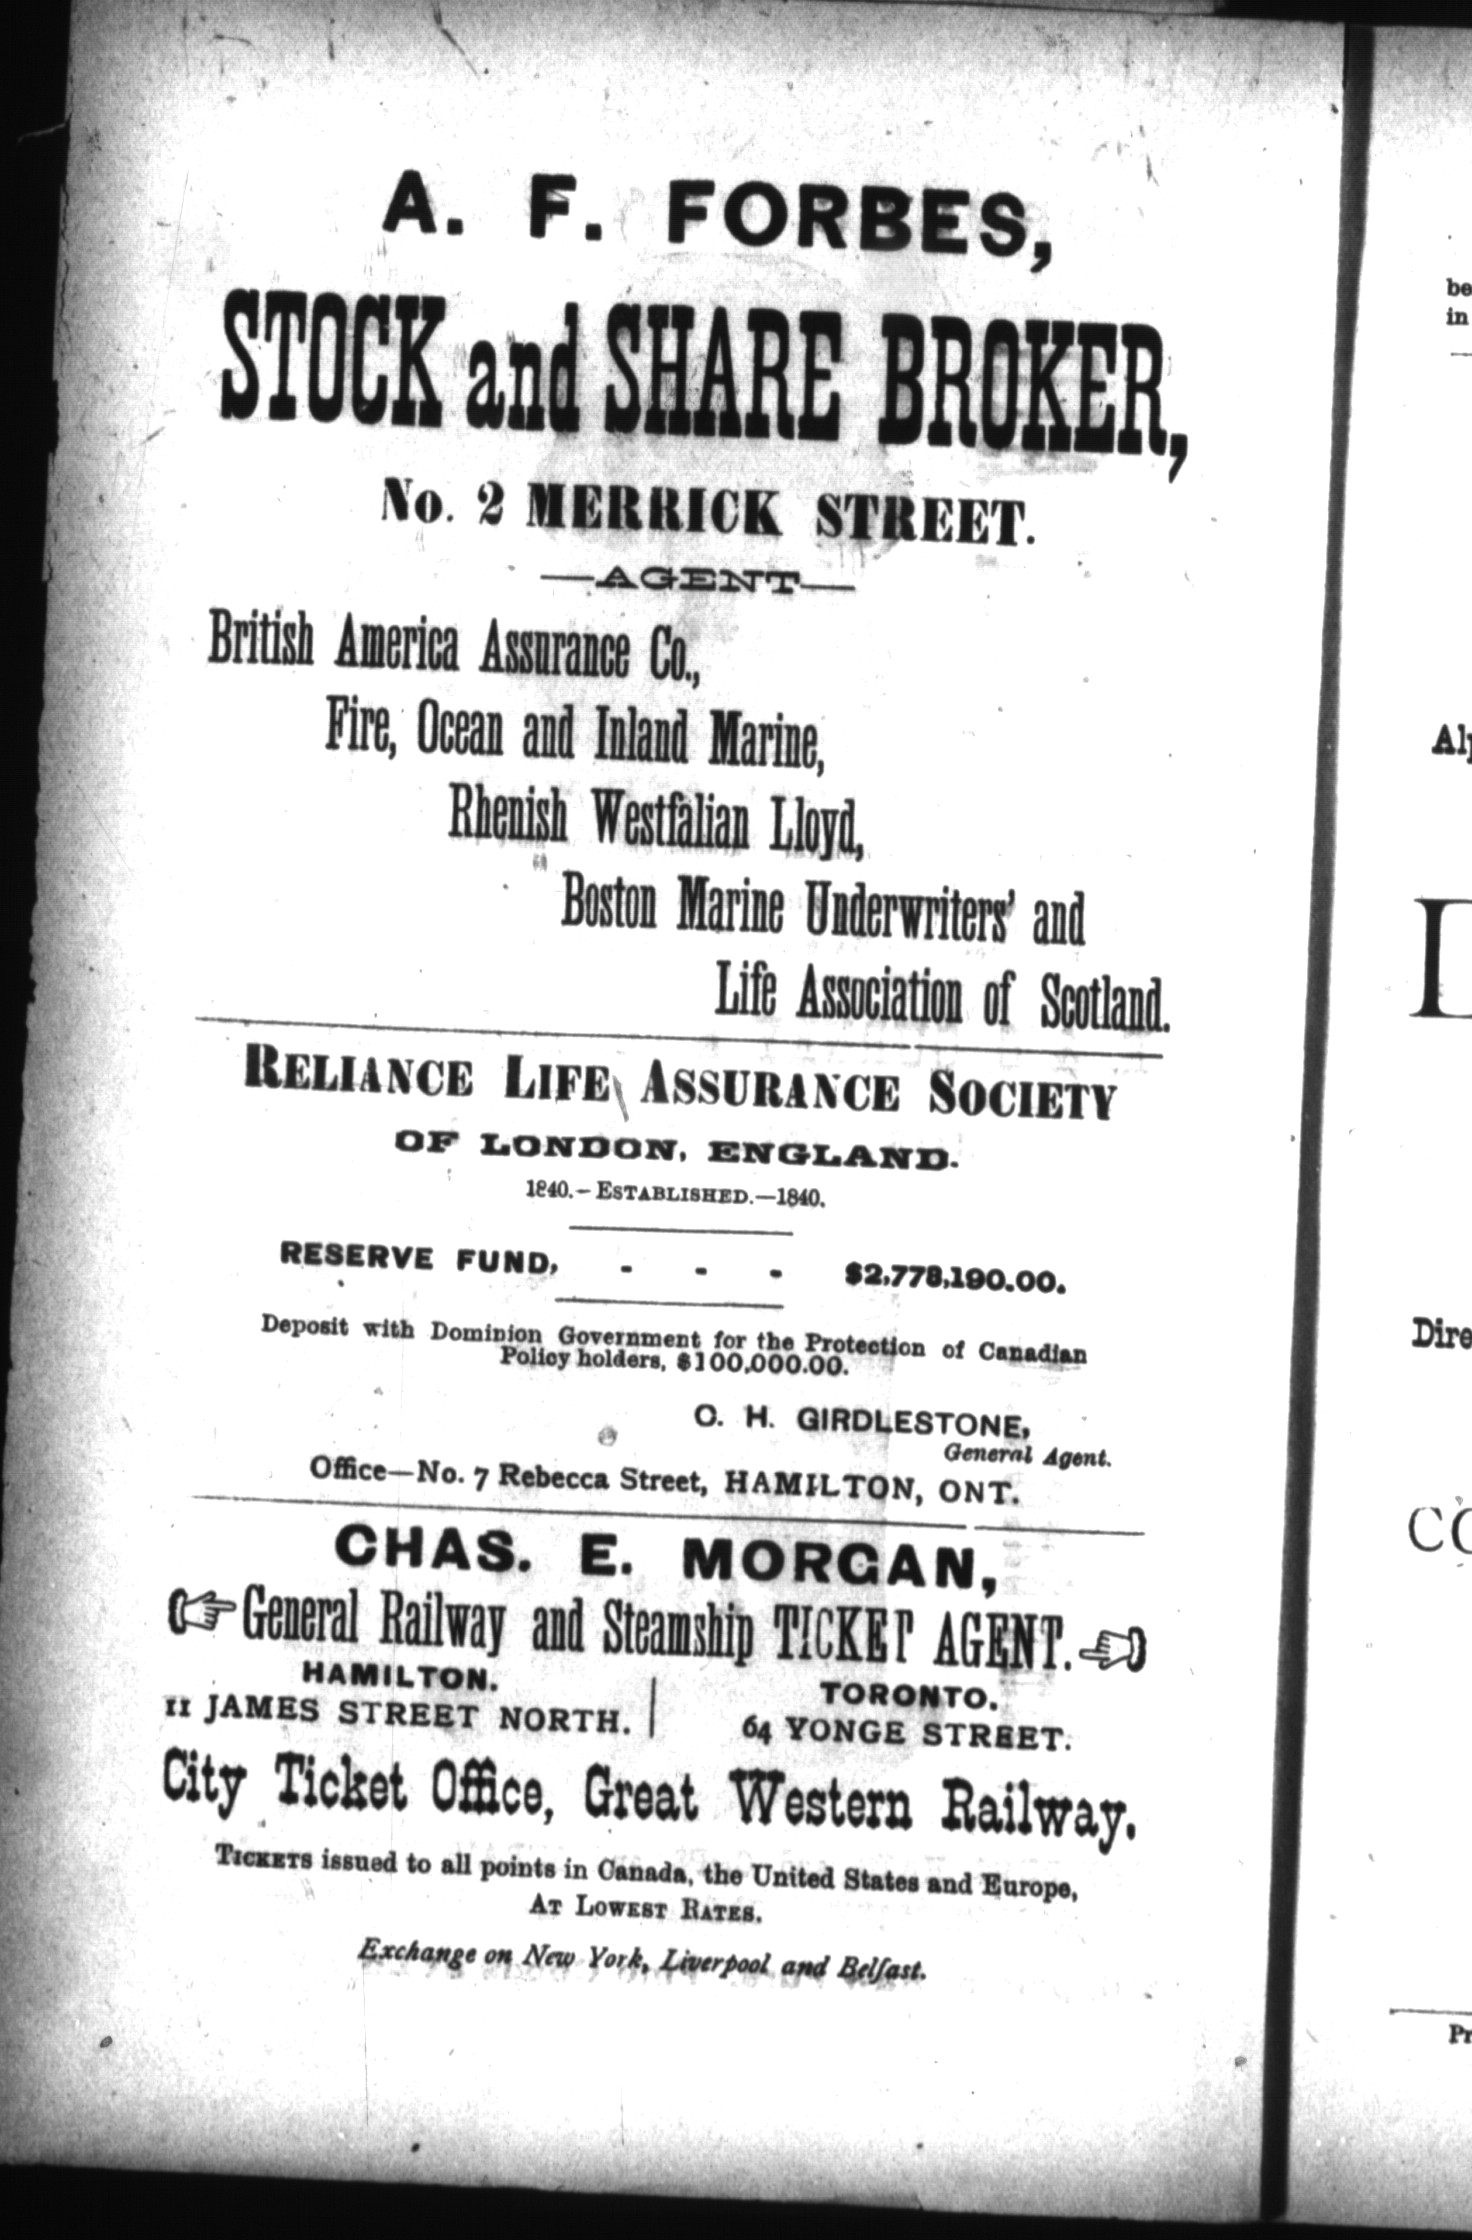 A. F. FORBES,
STOCK and SHARE BROKER,
No. 2 MERRICK STREET.
—AGENT—
British America Assurance Co.,
Fire, Ocean and Inland Marine,
Rhenish Westfalian Lloyd,
Boston Marine Underwriters' and
Life Association of Scotland.
RELIANCE LIFE ASSURANCE SOCIETY
OF LONDON, ENGLAND.
1840.—ESTABLISHED.—1840.
RESERVE FUND, - - - $2,778,190.00.
Deposit with Dominion Government for the Protection of Canadian
Policy holders, $100,000.00.
C. H. GIRDLESTONE,
General Agent.
Office—No. 7 Rebecca Street, HAMILTON, ONT.
CHAS. E. MORGAN,
General Railway and Steamship TICKET AGENT.
HAMILTON.
11 JAMES STREET NORTH.
TORONTO.
64 YONGE STREET.
City Ticket Office, Great Western Railway.
TICKETS issued to all points in Canada, the United States and Europe,
AT LOWEST RATES.
Exchange on New York, Liverpool and Belfast.
be
in